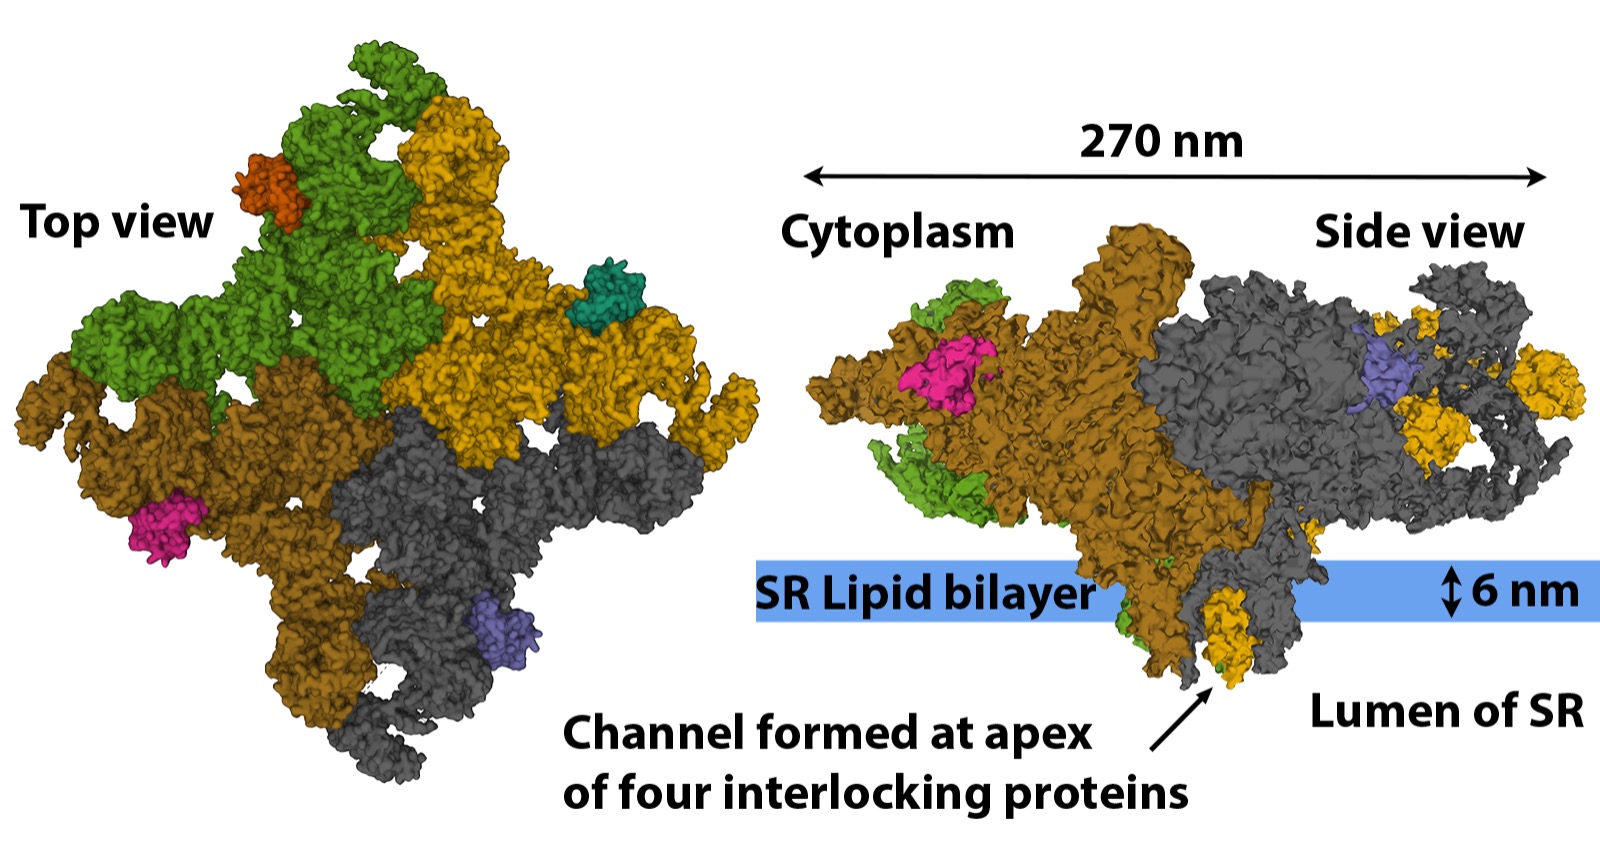 Top view
270 nm
Cytoplasm
Side view
SR Lipid bilayer
6 nm
Channel formed at apex
of four interlocking proteins
Lumen of SR